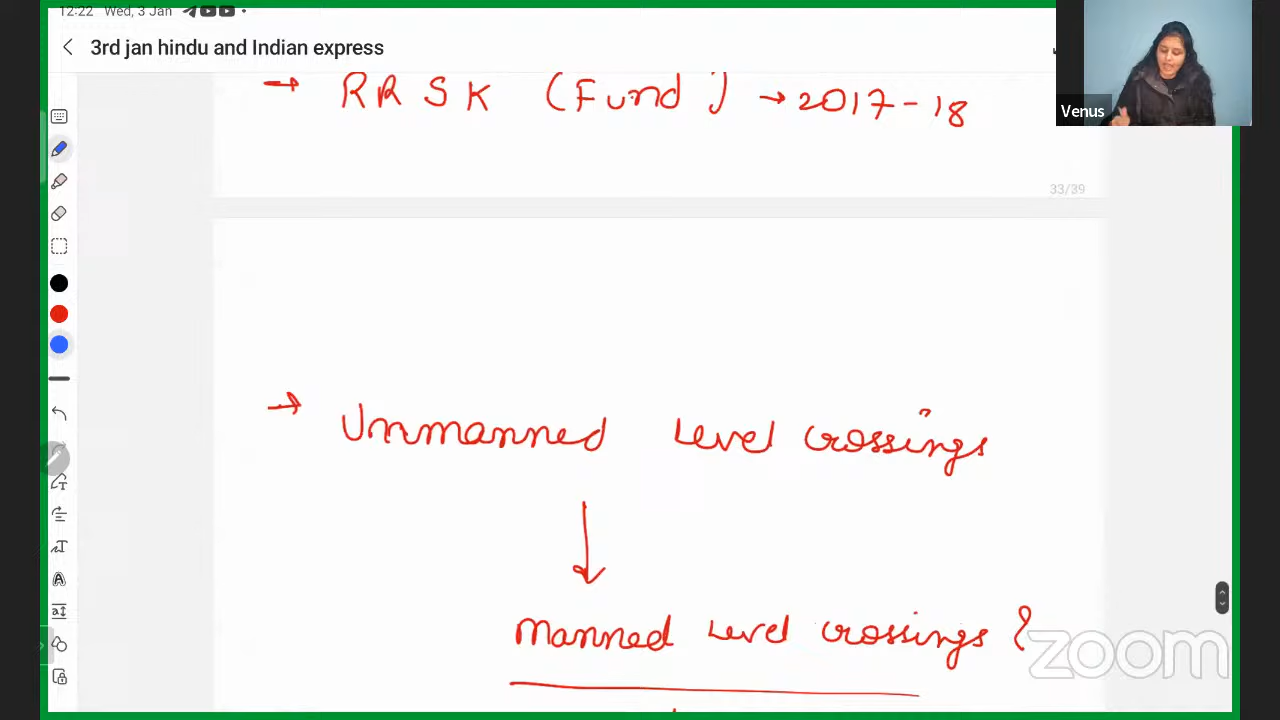 12:22 Wed, 3 Jan
3rd jan hindu and Indian express
Venus
→ RRSK (Fund) → 2017-18
33/39
→ Unmanned Level crossings
↓
Manned Level crossings &
zoom